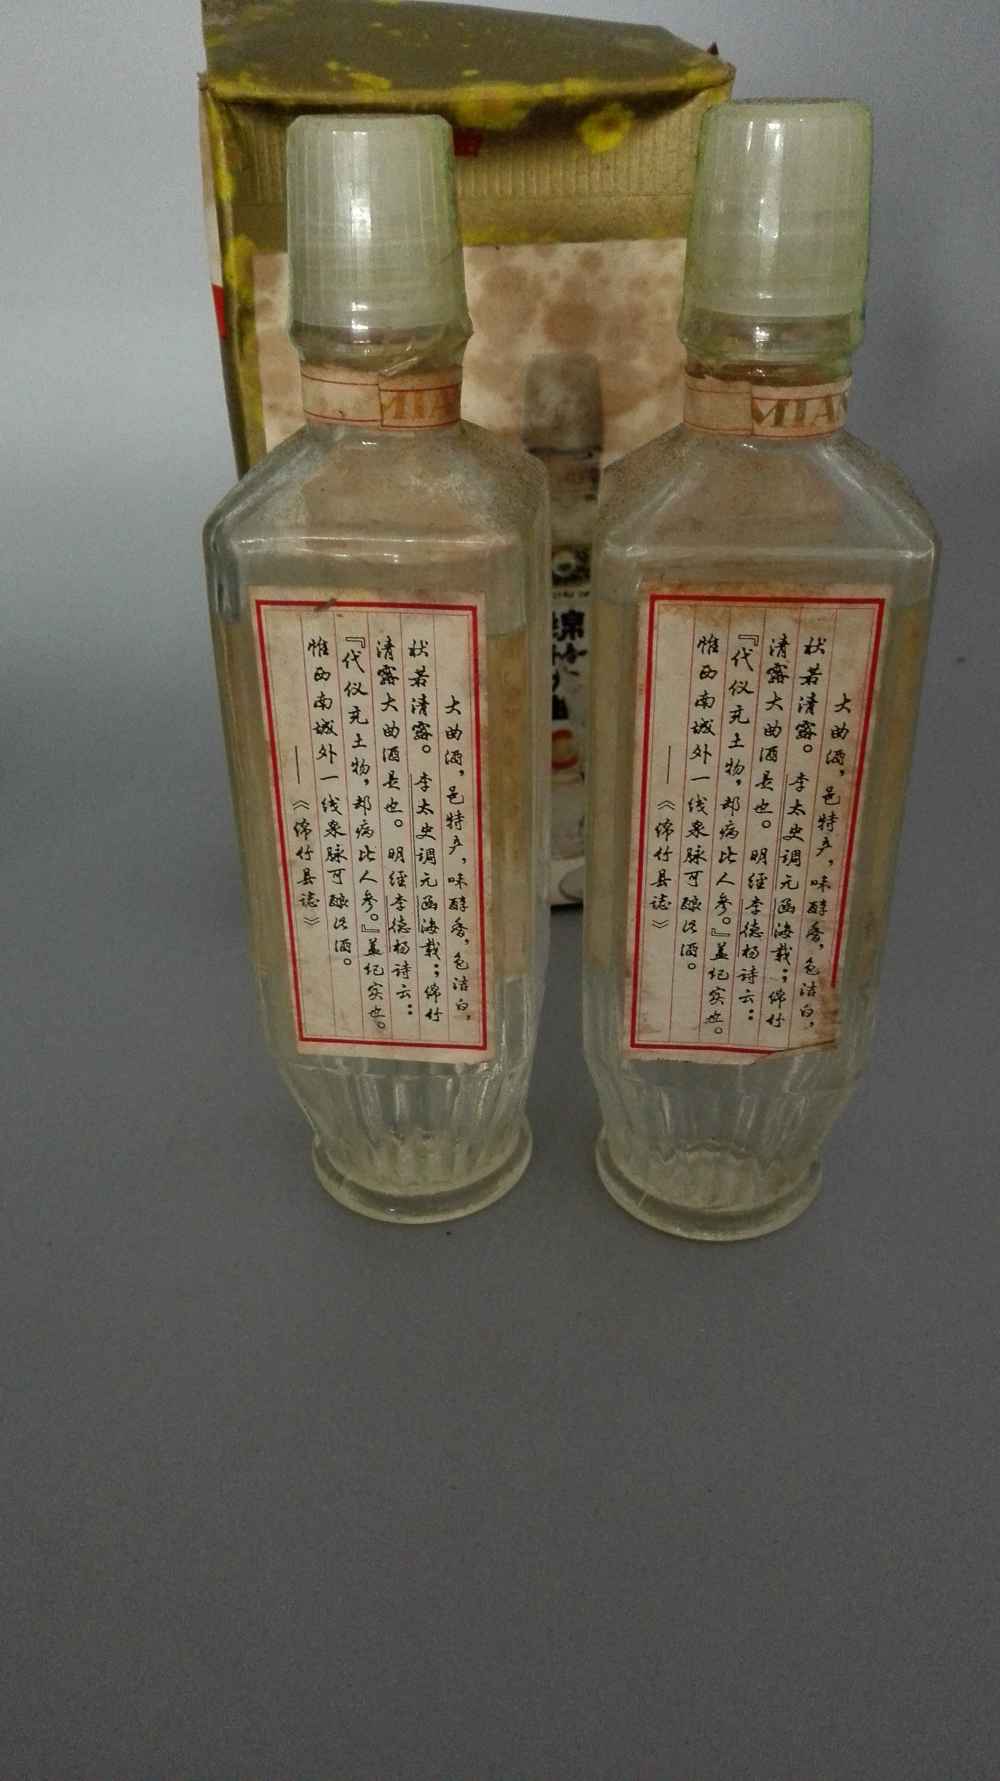 MIAN
大曲酒，邑特产，味醇香，色洁白，
状若清露。李太史调元函海载：绵竹
清露大曲酒是也。明经李德杨诗云：
『代仪充土物，却病比人参。』盖纪实也。
惟西南城外一线泉脉可酿此酒。
——《绵竹县志》
MIAN
大曲酒，邑特产，味醇香，色洁白，
状若清露。李太史调元函海载：绵竹
清露大曲酒是也。明经李德杨诗云：
『代仪充土物，却病比人参。』盖纪实也。
惟西南城外一线泉脉可酿此酒。
——《绵竹县志》